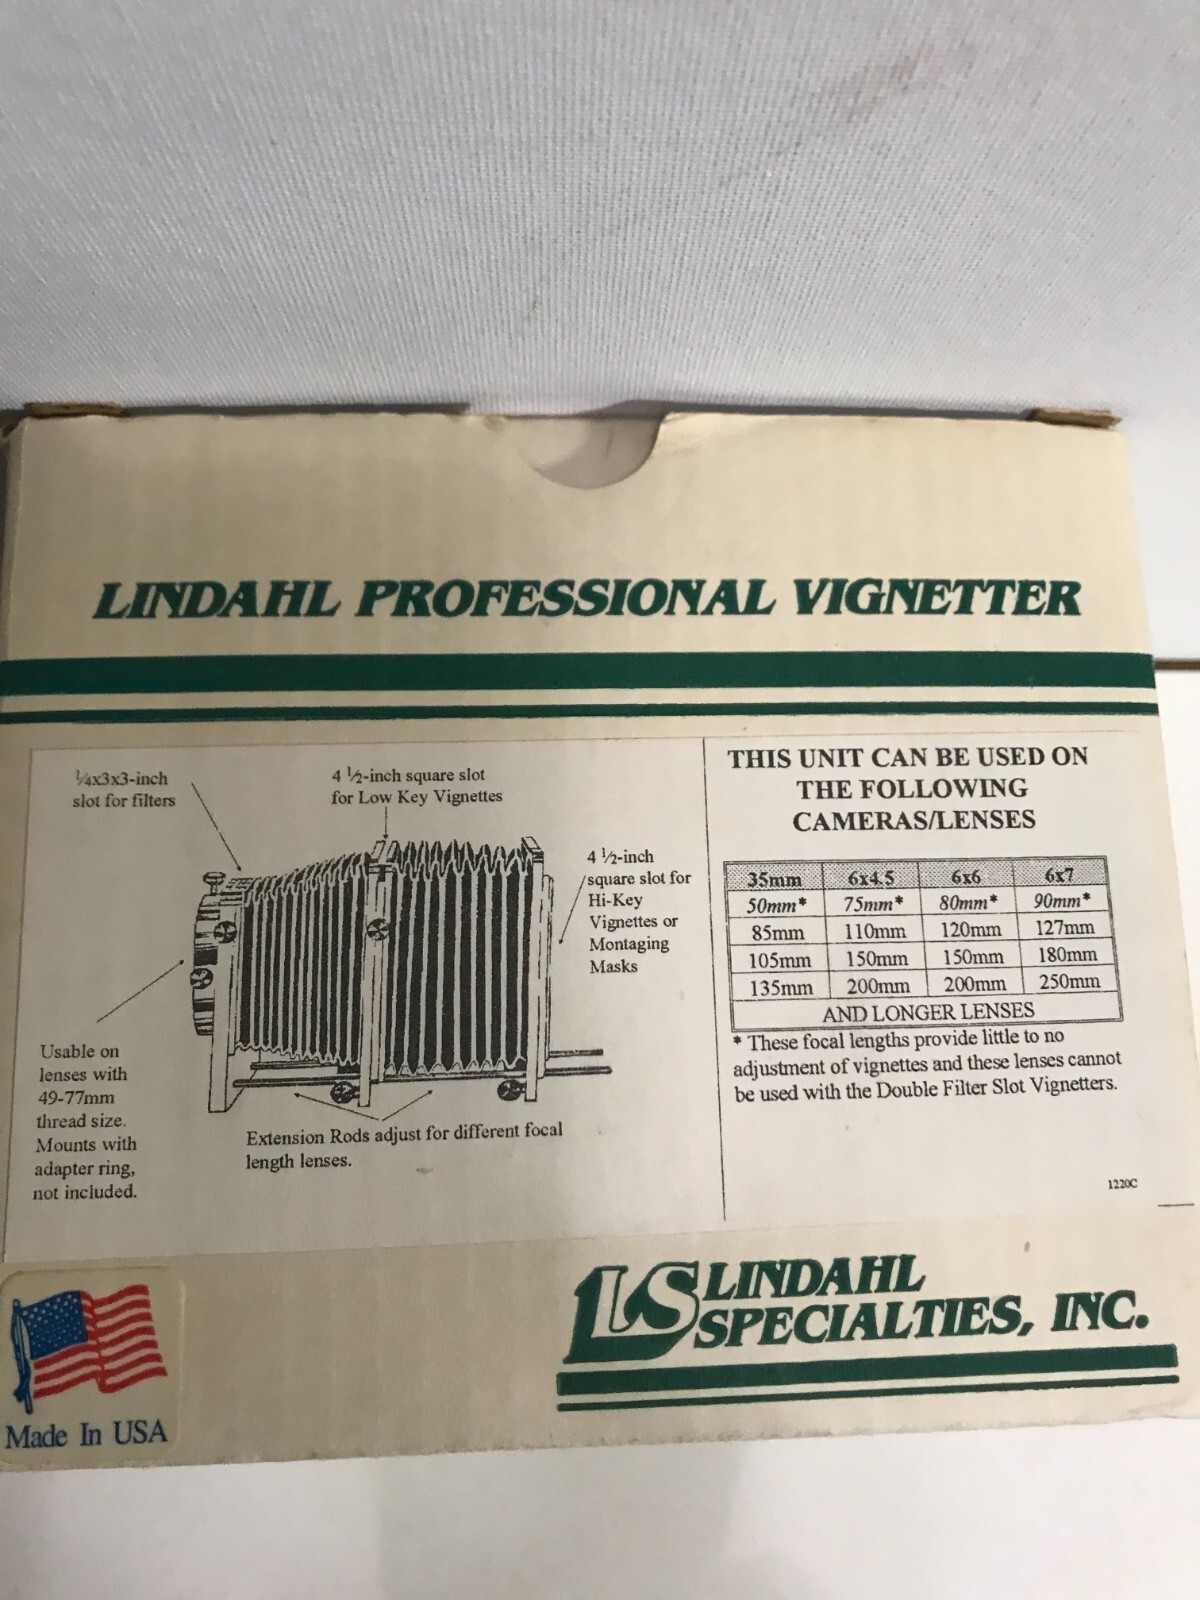 LINDAHL PROFESSIONAL VIGNETTER
1/4x3x3-inch
slot for filters
4 1/2-inch square slot
for Low Key Vignettes
4 1/2-inch
square slot for
Hi-Key
Vignettes or
Montaging
Masks
Usable on
lenses with
49-77mm
thread size.
Mounts with
adapter ring,
not included.
Extension Rods adjust for different focal
length lenses.
THIS UNIT CAN BE USED ON
THE FOLLOWING
CAMERAS/LENSES
35mm 6x4.5 6x6 6x7
50mm* 75mm* 80mm* 90mm*
85mm 110mm 120mm 127mm
105mm 150mm 150mm 180mm
135mm 200mm 200mm 250mm
AND LONGER LENSES
* These focal lengths provide little to no
adjustment of vignettes and these lenses cannot
be used with the Double Filter Slot Vignetters.
1220C
Made In USA
LS
LINDAHL
SPECIALTIES, INC.